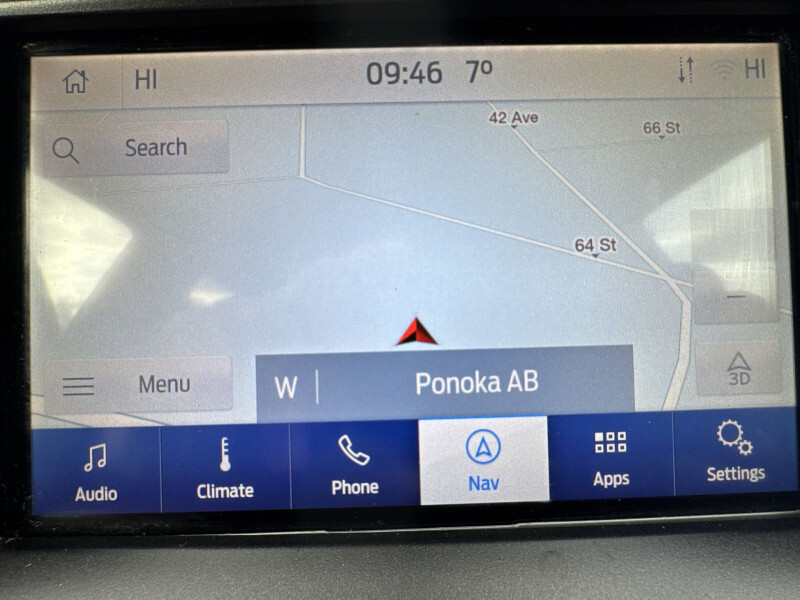 HI 09:46 7º HI
42 Ave
66 St
Search
64 St
Menu
W | Ponoka AB
3D
Audio Climate Phone Nav Apps Settings